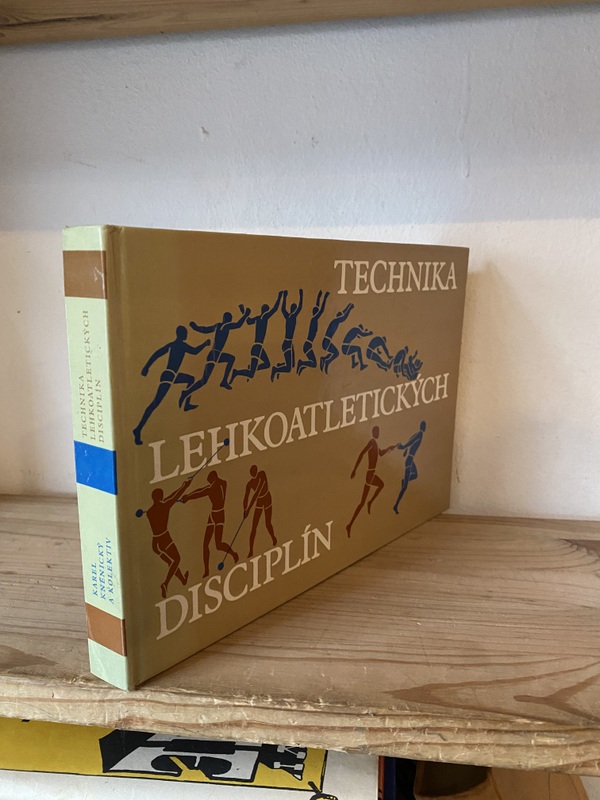 TECHNIKA
LEHKOATLETICKÝCH
DISCIPLÍN
TECHNIKA
LEHKOATLETICKÝCH
DISCIPLÍN
KAREL
KNĚNICKÝ
A KOLEKTIV